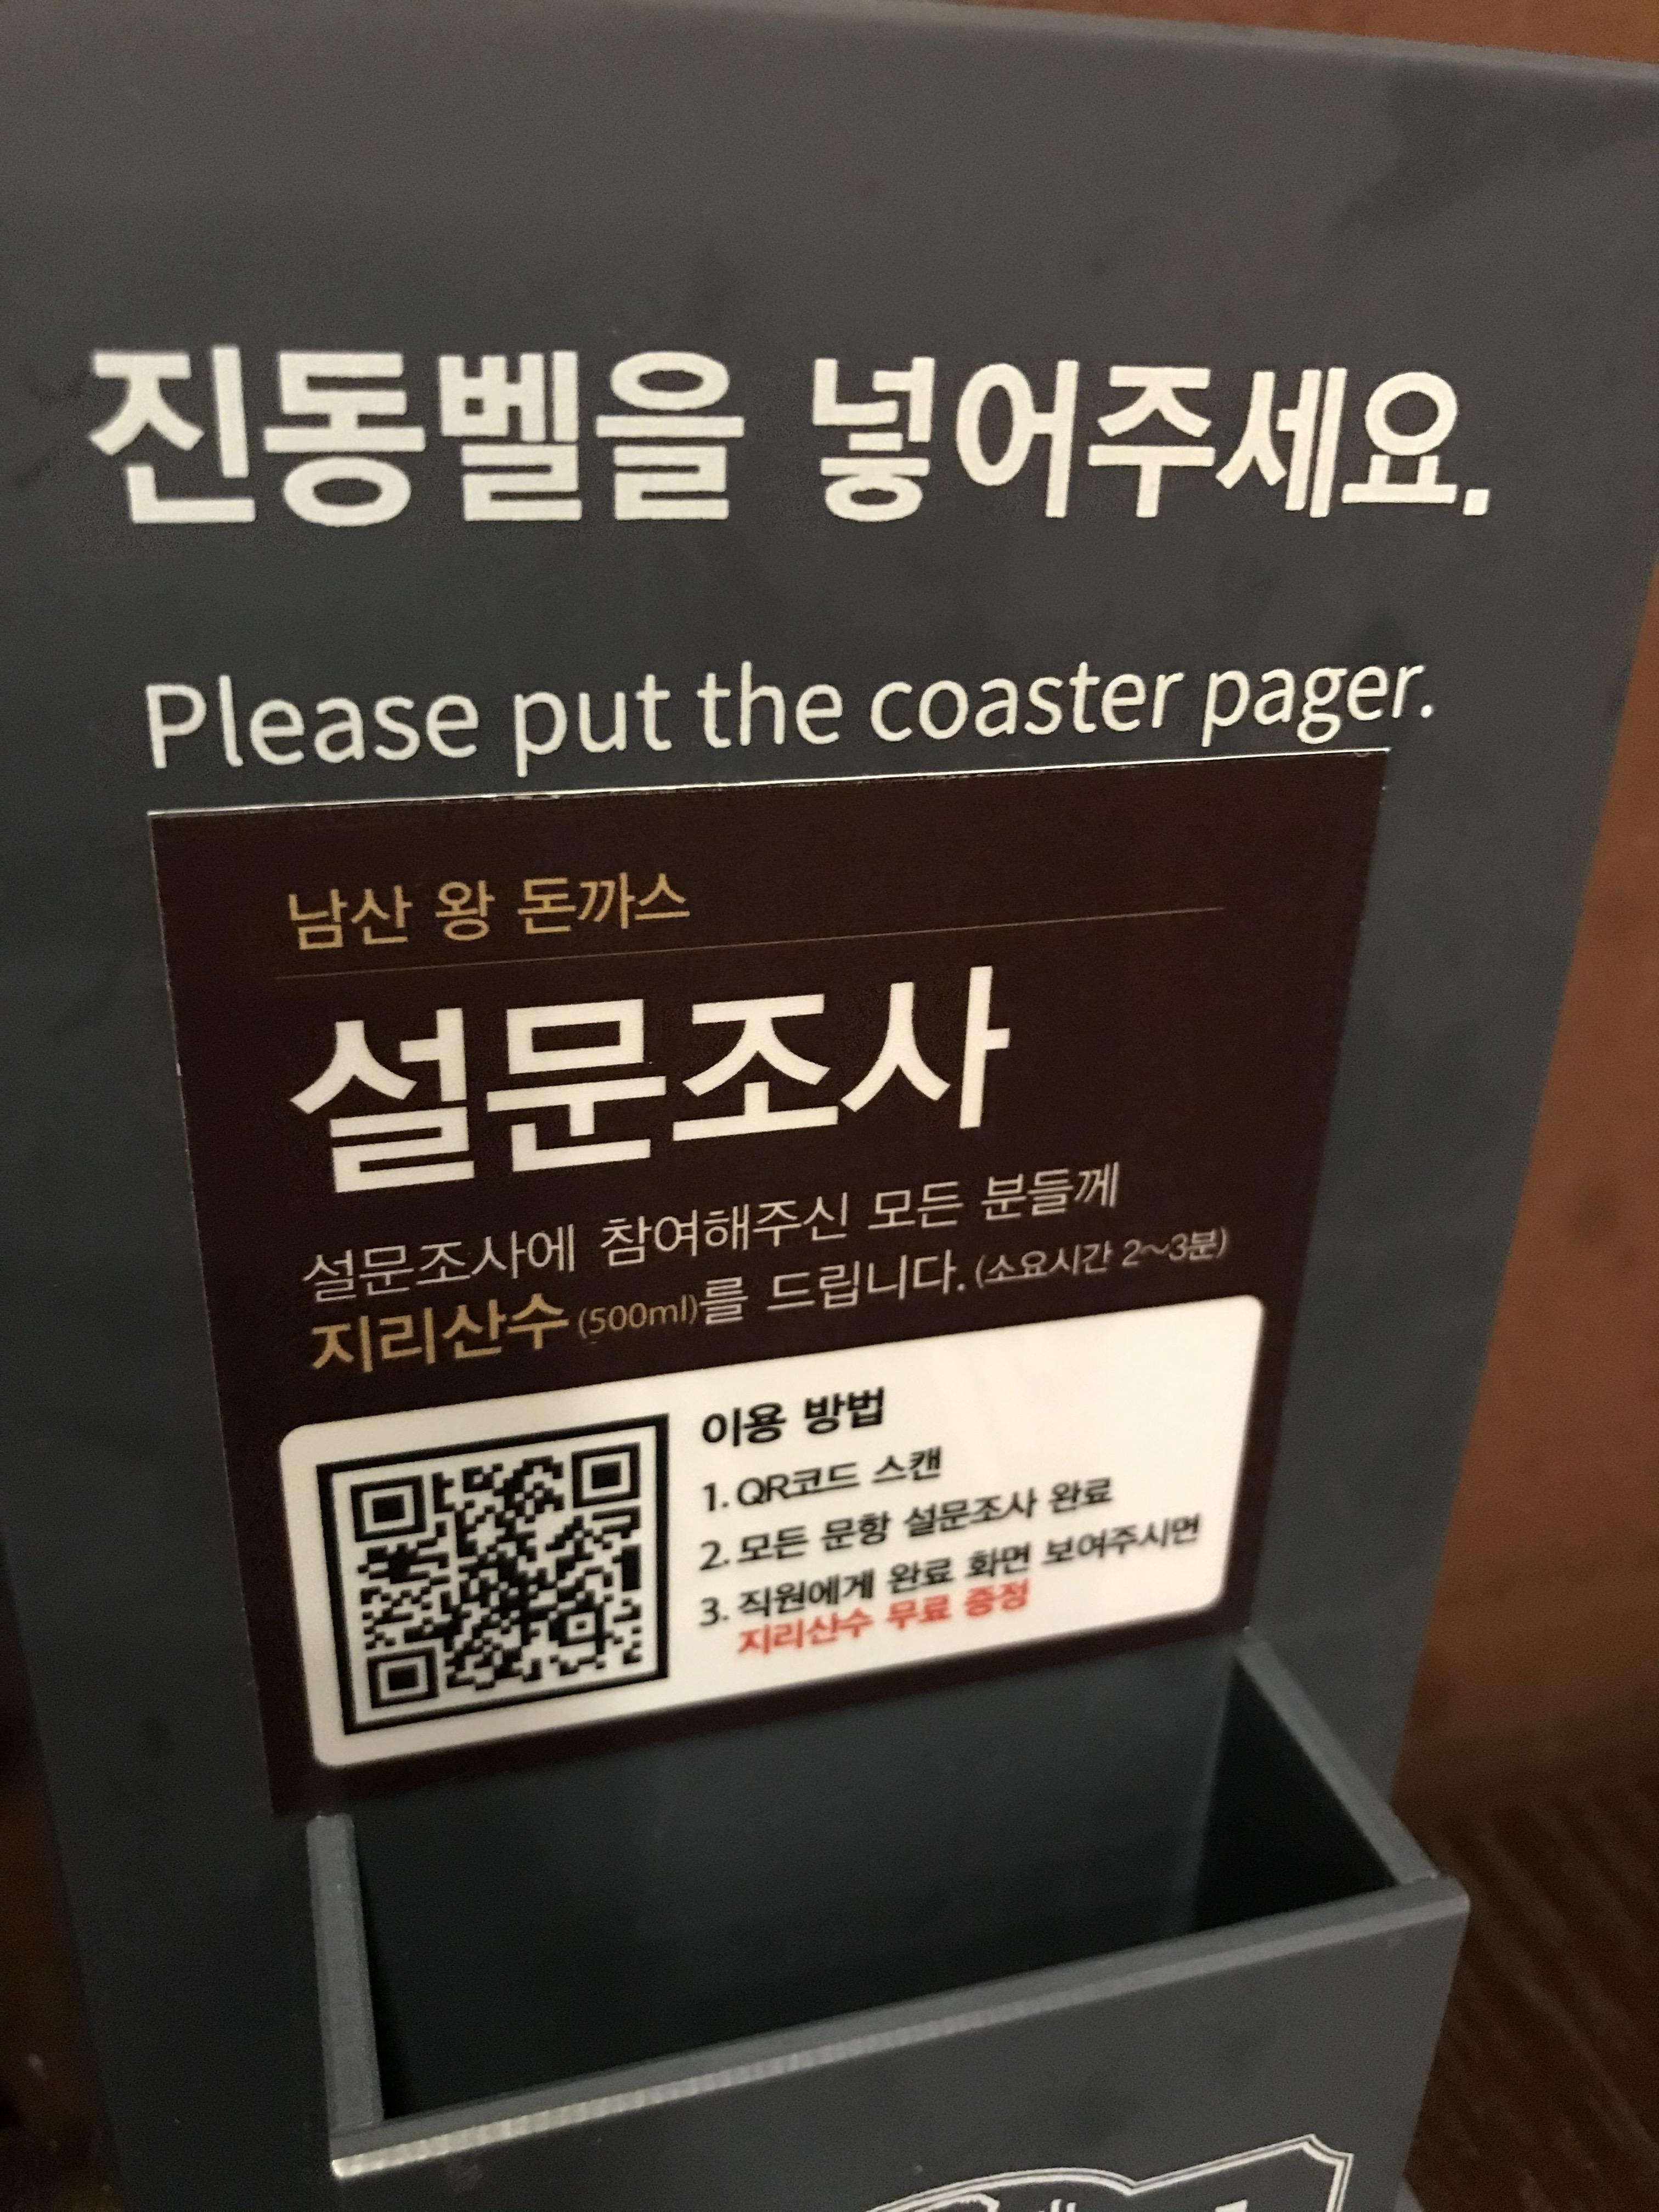 진동벨을 넣어주세요.
Please put the coaster pager.
남산 왕 돈까스
설문조사
설문조사에 참여해주신 모든 분들께
지리산수(500ml)를 드립니다. (소요시간 2~3분)
이용 방법
1. QR코드 스캔
2. 모든 문항 설문조사 완료
3. 직원에게 완료 화면 보여주시면
지리산수 무료 증정